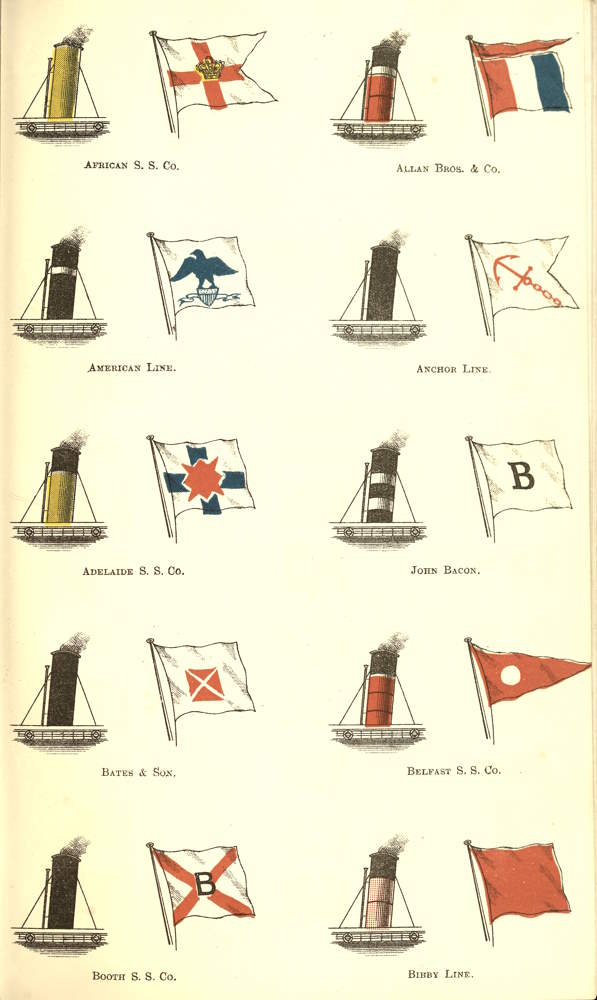 African S. S. Co.
Allan Bros. & Co.
American Line.
Anchor Line.
Adelaide S. S. Co.
B
John Bacon.
Bates & Son.
Belfast S. S. Co.
B
Booth S. S. Co.
Bibby Line.